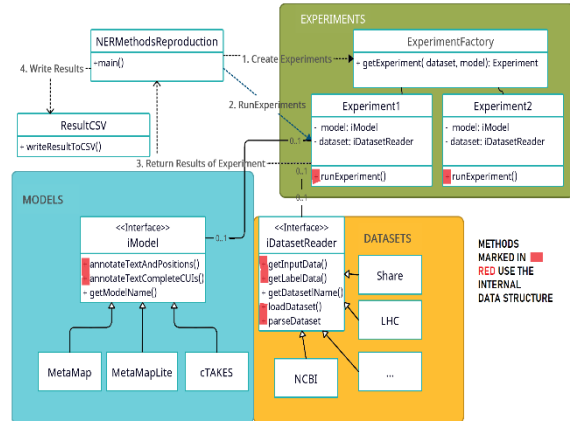 EXPERIMENTS
NERMethodsReproduction
+main()
ExperimentFactory
+ getExperiment( dataset, model): Experiment
1. Create Experiments
4. Write Results
2. RunExperiments
Experiment1
- model: iModel
- dataset: iDatasetReader
runExperiment()
Experiment2
- model: iModel
- dataset: iDatasetReader
runExperiment()
ResultCSV
+ writeResultToCSV()
0..1
3. Return Results of Experiment
0..1
MODELS
<<Interface>>
iModel
annotateTextAndPositions()
annotateTextCompleteCUIs()
+ getModelName()
0..1
<<Interface>>
iDatasetReader
getInputData()
getLabelData()
+ getDatasetName()
loadDataset()
parseDataset
DATASETS
Share
LHC
...
NCBI
MetaMap
MetaMapLite
cTAKES
METHODS
MARKED IN
RED USE THE
INTERNAL
DATA STRUCTURE